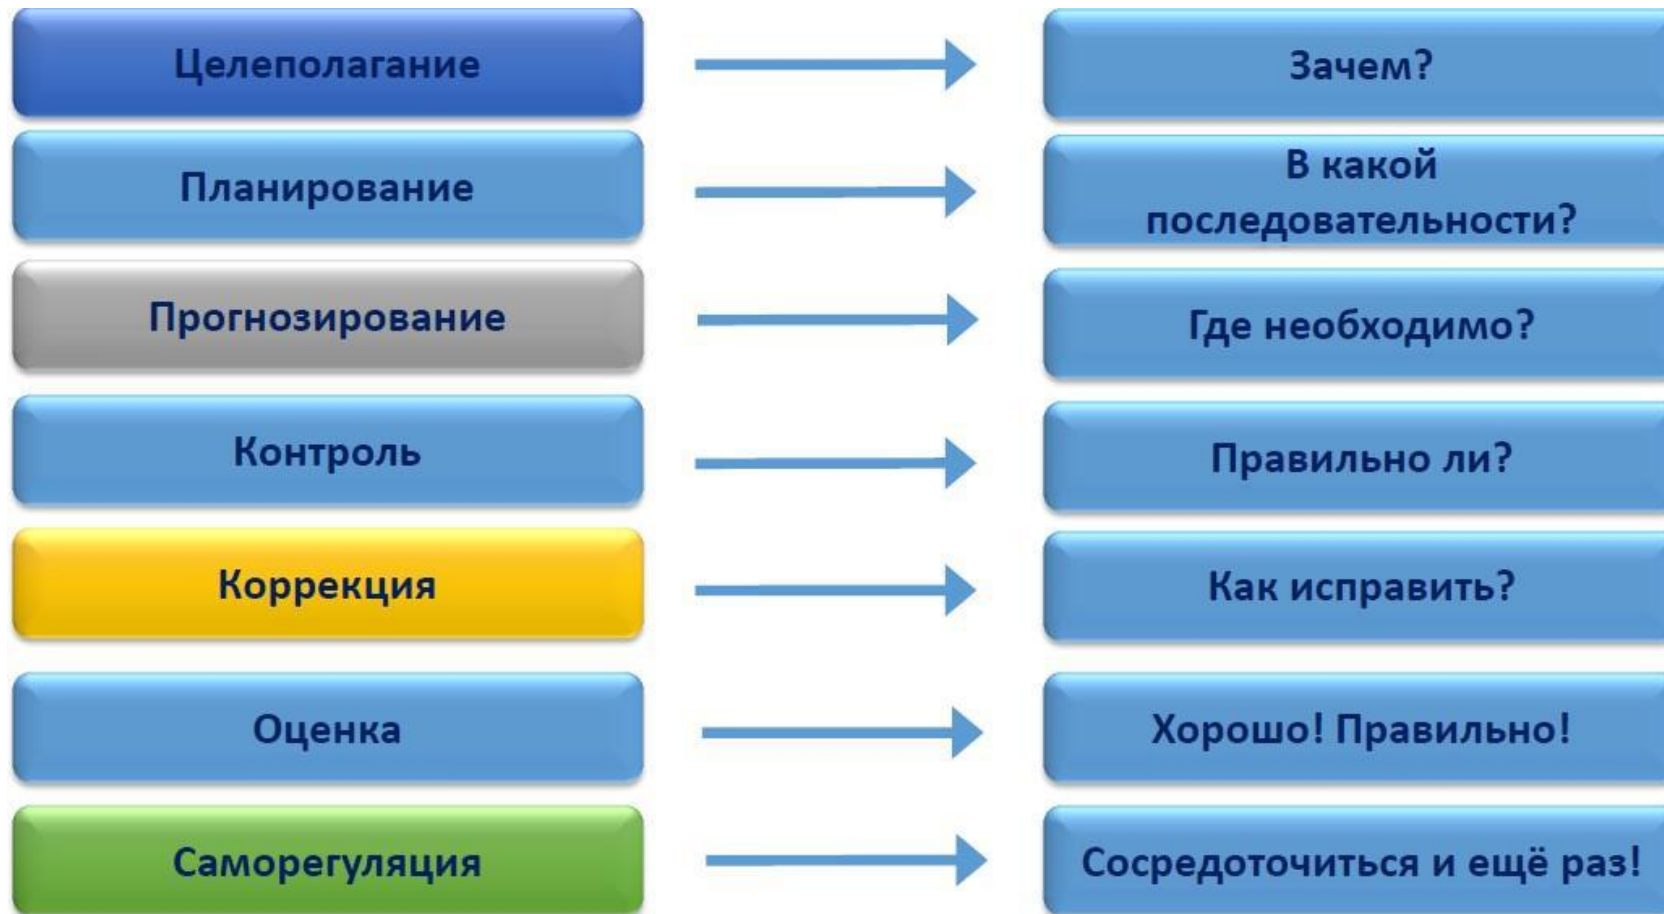 Целеполагание
Зачем?
Планирование
В какой
последовательности?
Прогнозирование
Где необходимо?
Контроль
Правильно ли?
Коррекция
Как исправить?
Оценка
Хорошо! Правильно!
Саморегуляция
Сосредоточиться и ещё раз!